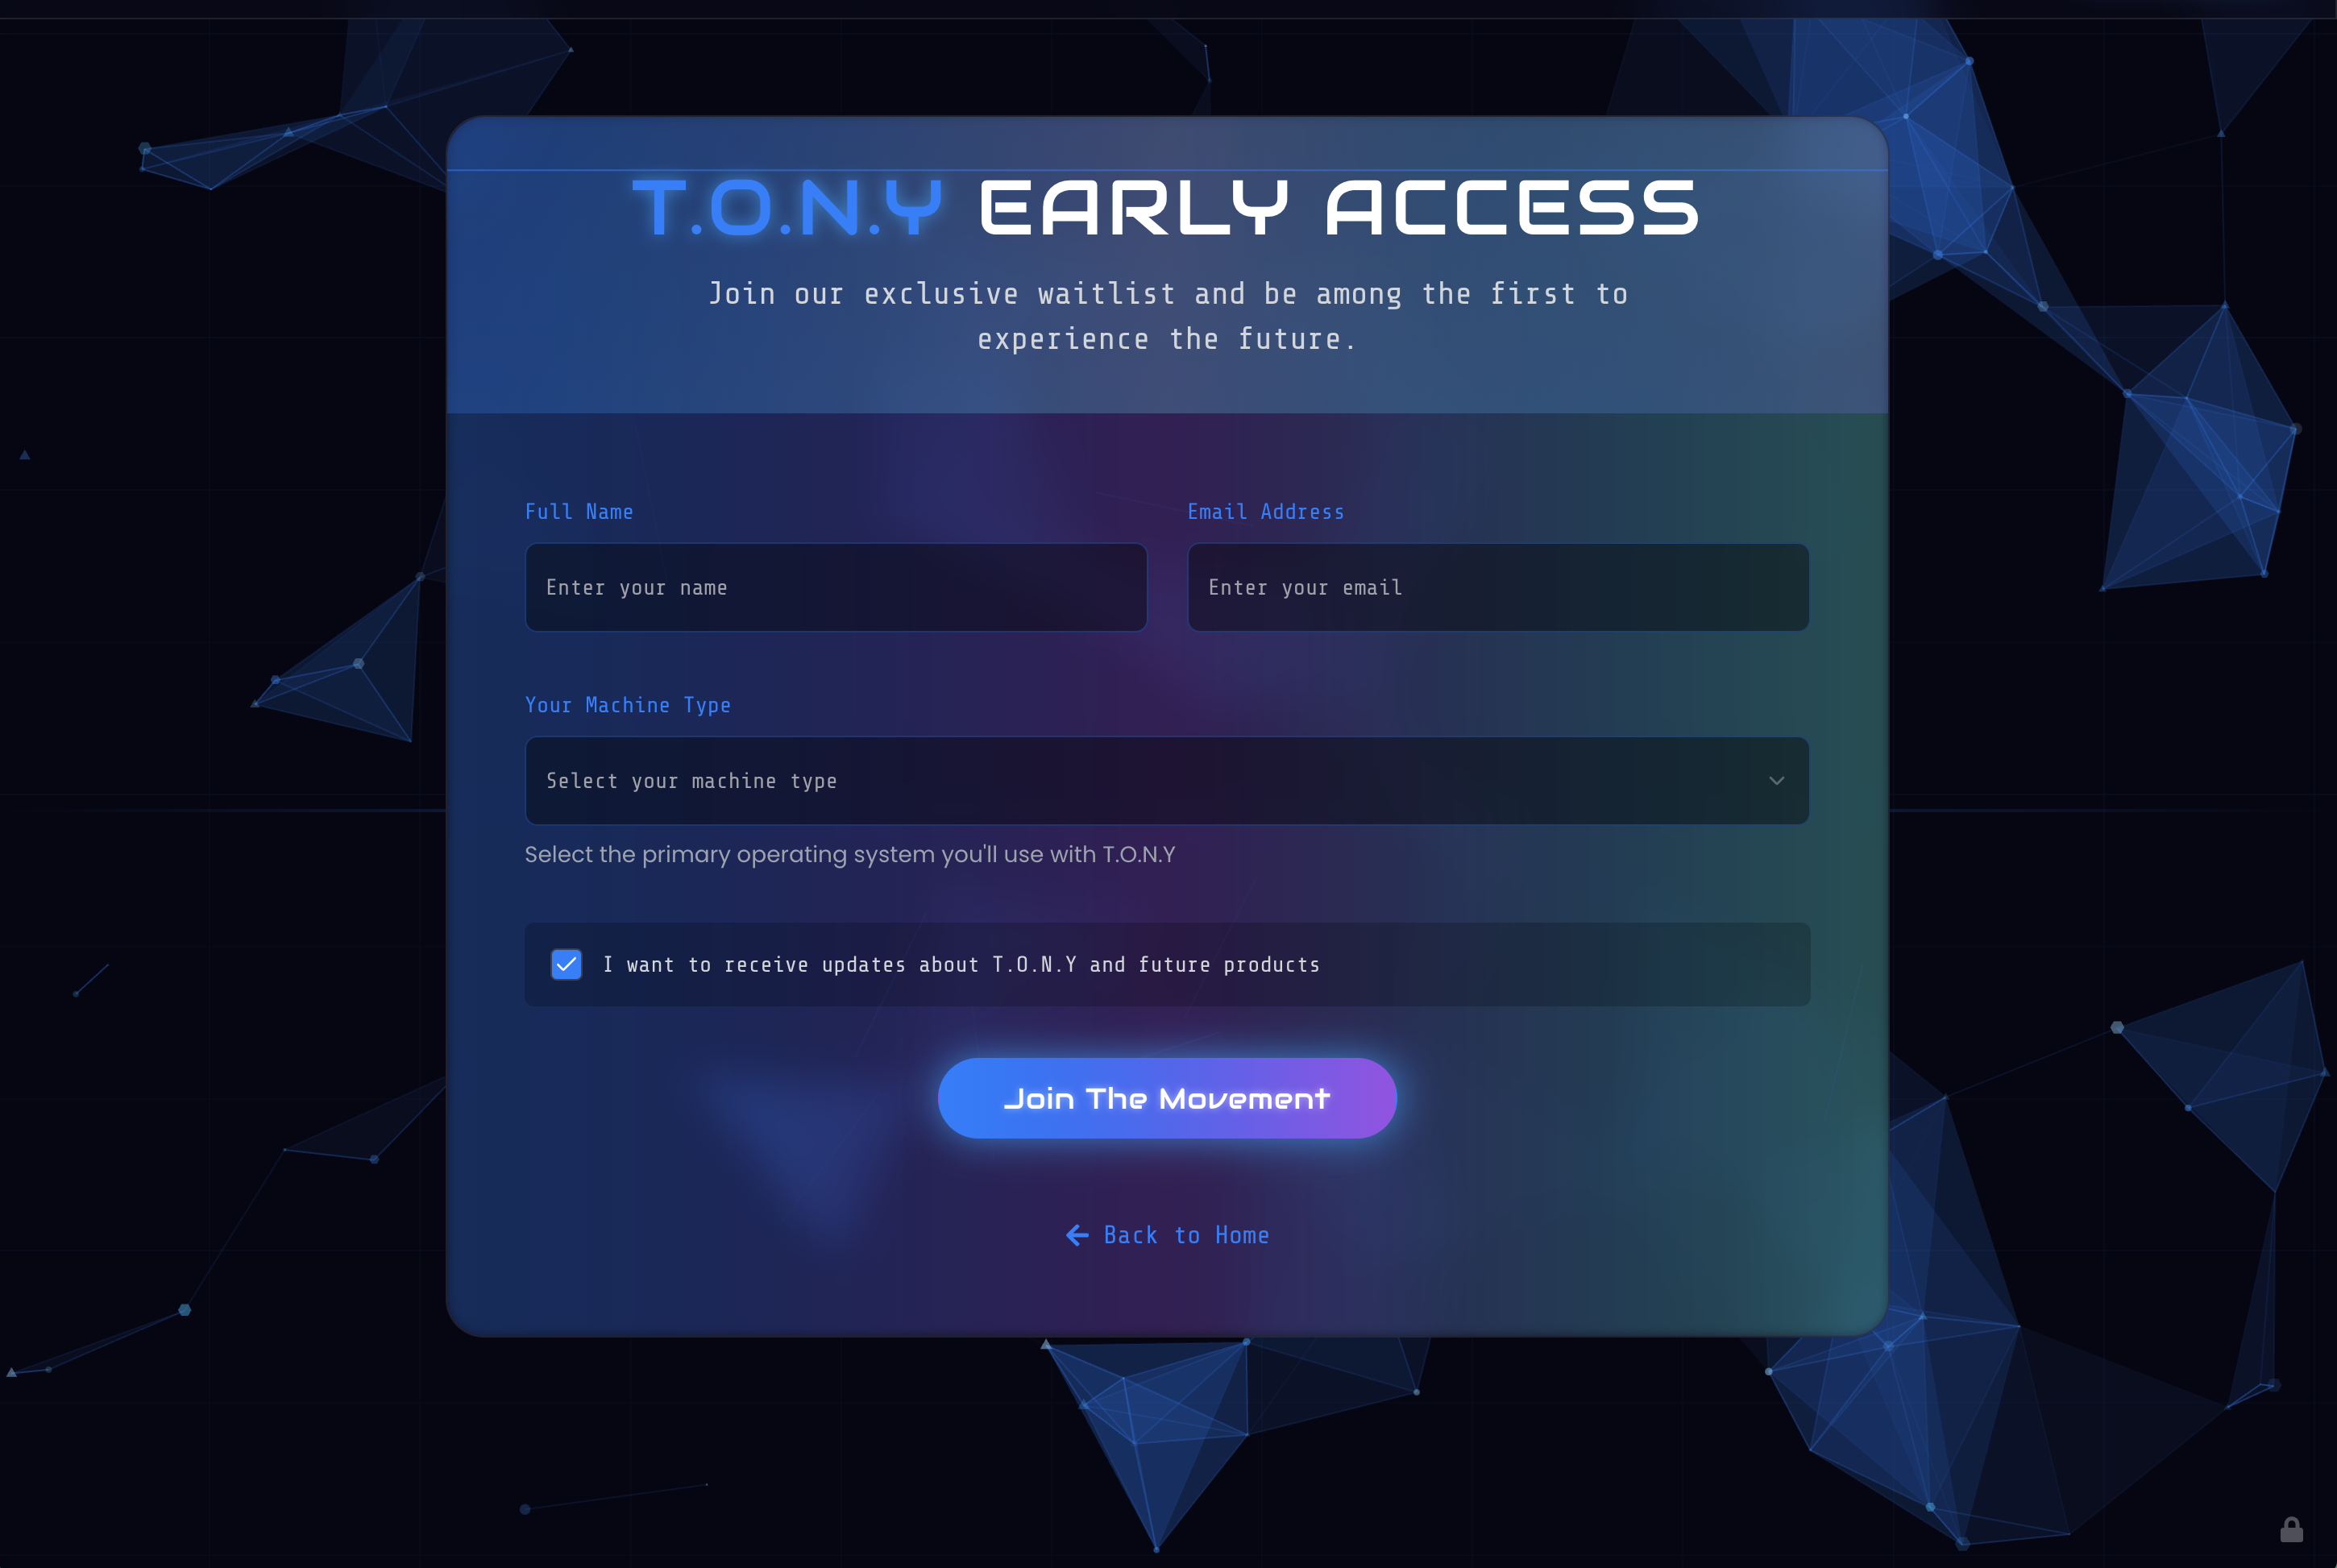 T.O.N.Y EARLY ACCESS
Join our exclusive waitlist and be among the first to
experience the future.
Full Name
Email Address
Enter your name
Enter your email
Your Machine Type
Select your machine type
Select the primary operating system you'll use with T.O.N.Y
I want to receive updates about T.O.N.Y and future products
Join The Movement
Back to Home